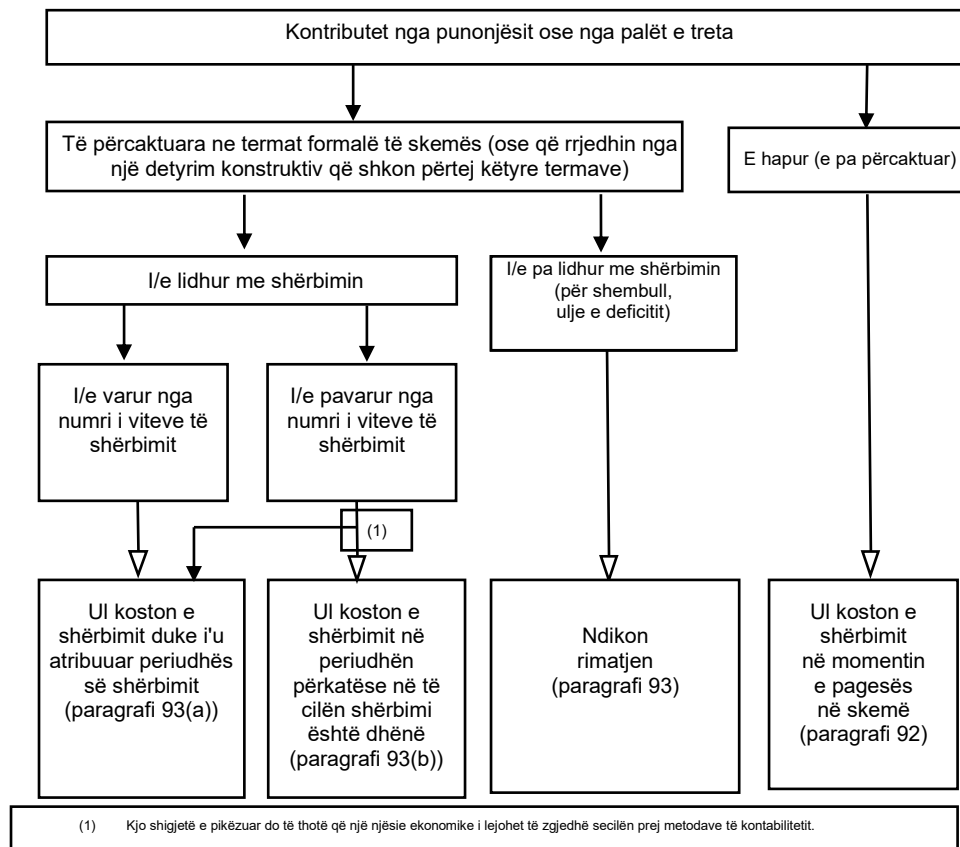 Kontributet nga punonjësit ose nga palët e treta
Të përcaktuara ne termat formalë të skemës (ose që rrjedhin nga
një detyrim konstruktiv që shkon përtej këtyre termave)
E hapur (e pa përcaktuar)
I/e lidhur me shërbimin
I/e pa lidhur me shërbimin
(për shembull,
ulje e deficitit)
I/e varur nga
numri i viteve të
shërbimit
I/e pavarur nga
numri i viteve të
shërbimit
(1)
Ul koston e
shërbimit duke i'u
atribuuar periudhës
së shërbimit
(paragrafi 93(a))
Ul koston e
shërbimit në
periudhën
përkatëse në të
cilën shërbimi
është dhënë
(paragrafi 93(b))
Ndikon
rimatjen
(paragrafi 93)
Ul koston e
shërbimit
në momentin
e pagesës
në skemë
(paragrafi 92)
(1) Kjo shigjetë e pikëzuar do të thotë që një njësie ekonomike i lejohet të zgjedhë secilën prej metodave të kontabilitetit.